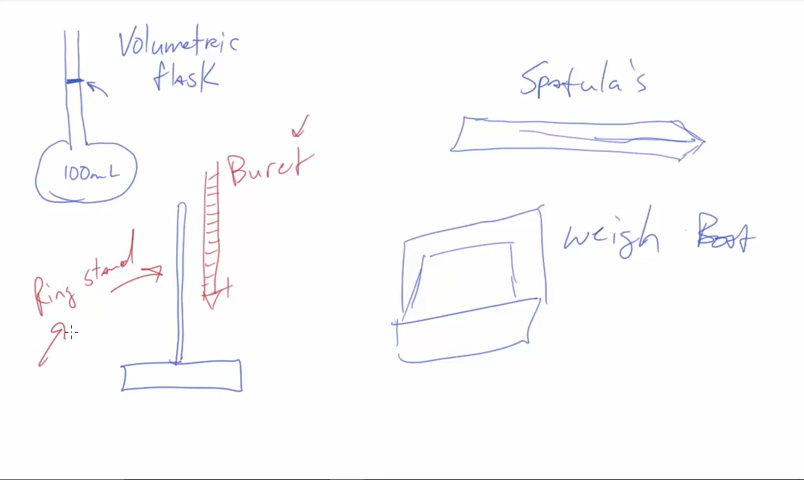 Volumetric
flask
100mL
Buret
Ring stand
Spatula's
weigh Boat